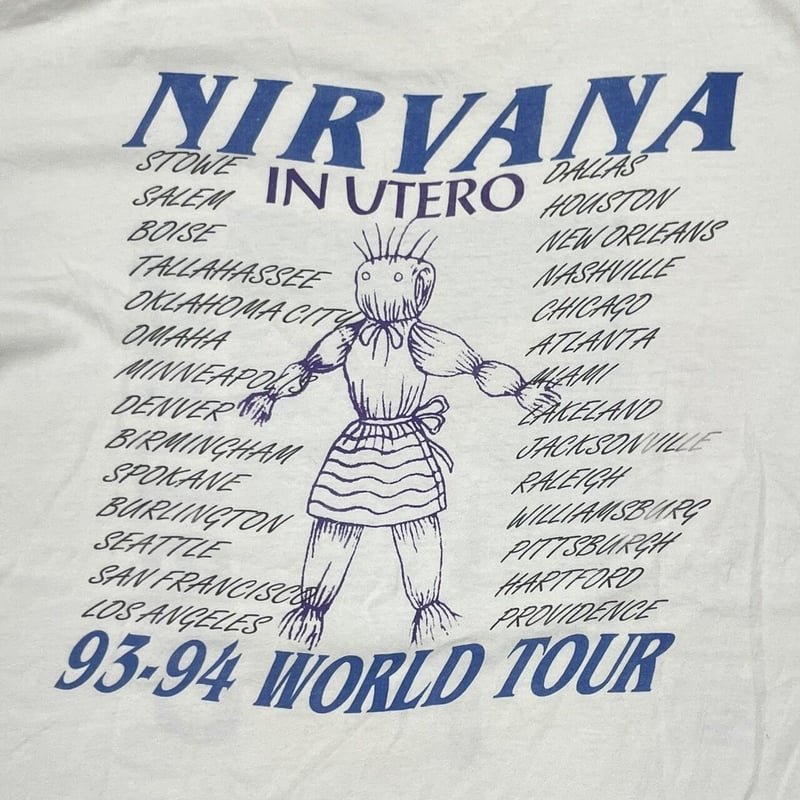 NIRVANA
IN UTERO
STOWE
SALEM
BOISE
TALLAHASSEE
OKLAHOMA CITY
OMAHA
MINNEAPOLIS
DENVER
BIRMINGHAM
SPOKANE
BURLINGTON
SEATTLE
SAN FRANCISCO
LOS ANGELES
DALLAS
HOUSTON
NEW ORLEANS
NASHVILLE
CHICAGO
ATLANTA
MIAMI
LAKELAND
JACKSONVILLE
RALEIGH
WILLIAMSBURG
PITTSBURGH
HARTFORD
PROVIDENCE
93-94 WORLD TOUR